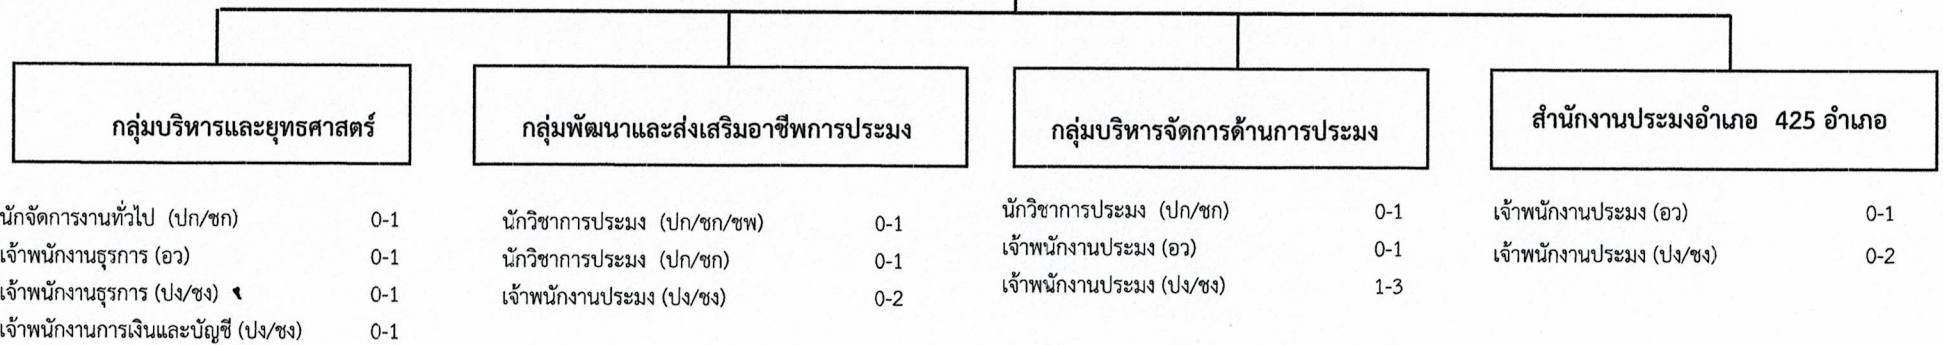 กลุ่มบริหารและยุทธศาสตร์
นักจัดการงานทั่วไป (ปก/ชก) 0-1
เจ้าพนักงานธุรการ (อว) 0-1
เจ้าพนักงานธุรการ (ปง/ชง) 0-1
เจ้าพนักงานการเงินและบัญชี (ปง/ชง) 0-1
กลุ่มพัฒนาและส่งเสริมอาชีพการประมง
นักวิชาการประมง (ปก/ชก/ชพ) 0-1
นักวิชาการประมง (ปก/ชก) 0-1
เจ้าพนักงานประมง (ปง/ชง) 0-2
กลุ่มบริหารจัดการด้านการประมง
นักวิชาการประมง (ปก/ชก) 0-1
เจ้าพนักงานประมง (อว) 0-1
เจ้าพนักงานประมง (ปง/ชง) 1-3
สำนักงานประมงอำเภอ 425 อำเภอ
เจ้าพนักงานประมง (อว) 0-1
เจ้าพนักงานประมง (ปง/ชง) 0-2